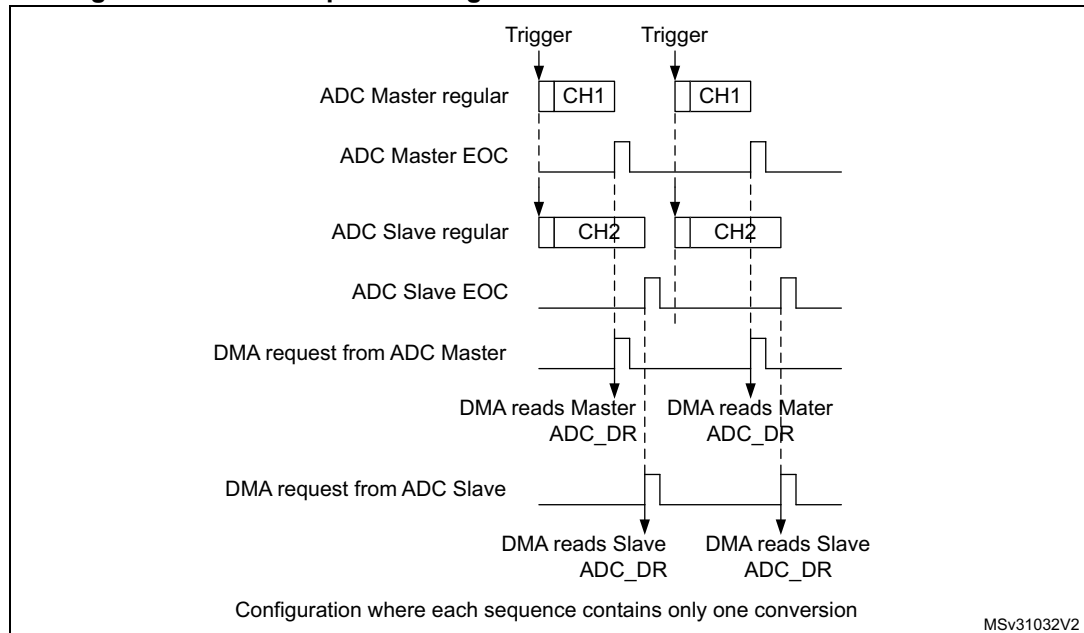 Trigger Trigger
ADC Master regular CH1 CH1
ADC Master EOC
ADC Slave regular CH2 CH2
ADC Slave EOC
DMA request from ADC Master
DMA reads Master DMA reads Mater
ADC_DR ADC_DR
DMA request from ADC Slave
DMA reads Slave DMA reads Slave
ADC_DR ADC_DR
Configuration where each sequence contains only one conversion
MSv31032V2